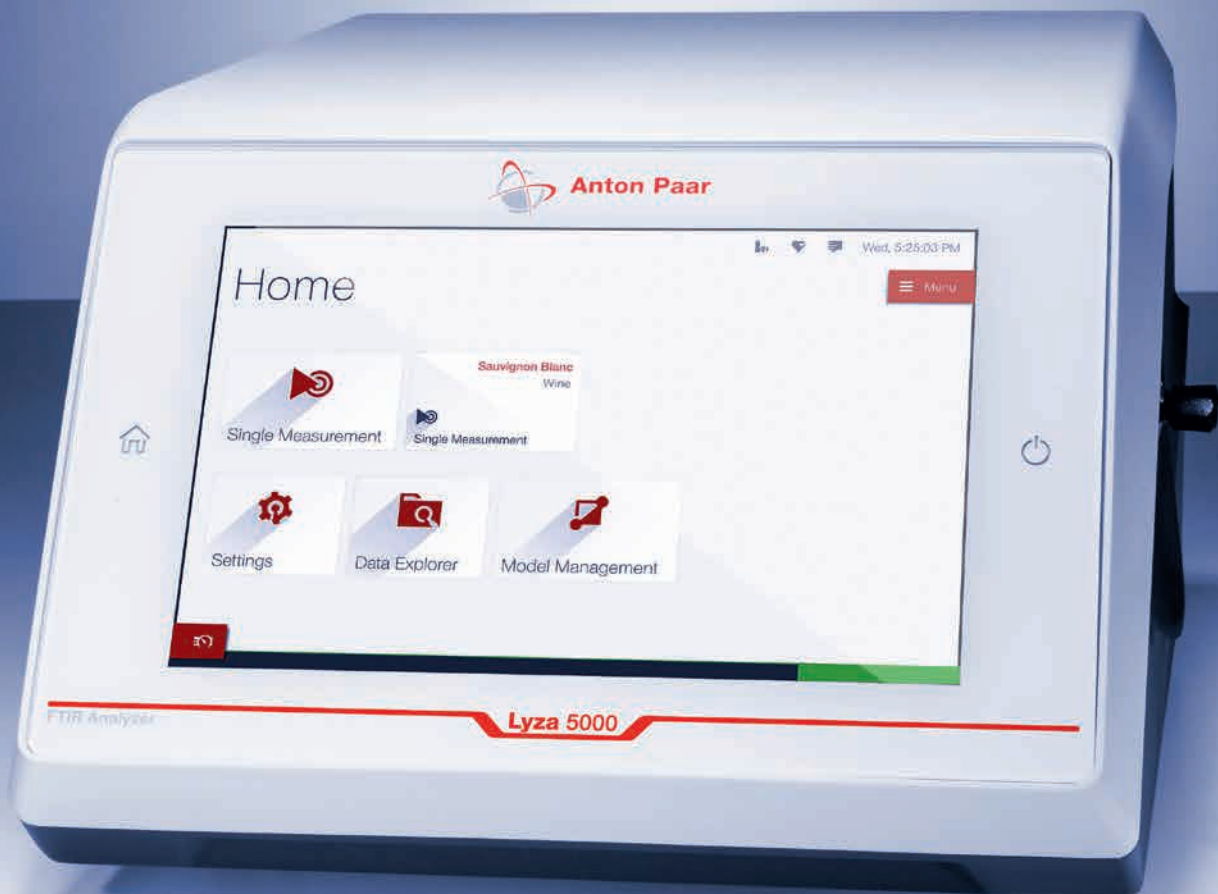 Anton Paar
Wed, 5:25:03 PM
Home
Menu
Sauvignon Blanc
Wine
Single Measurement
Single Measurement
Settings
Data Explorer
Model Management
FTIR Analyzer
Lyza 5000